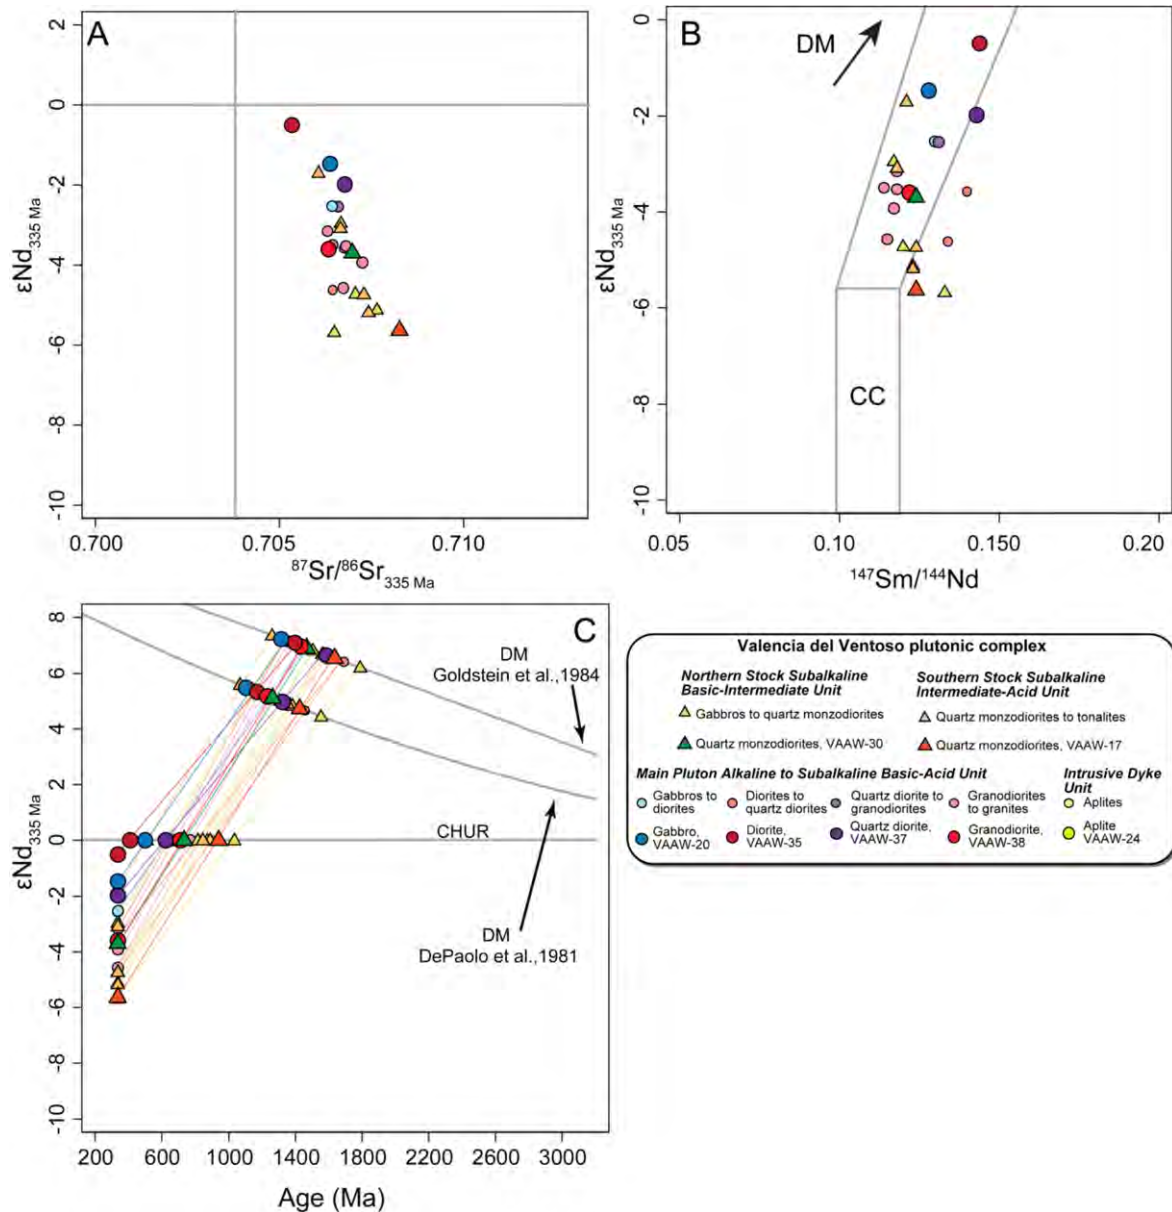 A
εNd335 Ma
2
0
-2
-4
-6
-8
-10
0.700
0.705
0.710
87Sr/86Sr335 Ma
B
DM
εNd335 Ma
0
-2
-4
-6
-8
-10
CC
0.05
0.10
0.150
0.20
147Sm/144Nd
C
εNd335 Ma
8
6
4
2
0
-2
-4
-6
-8
-10
DM
Goldstein et al.,1984
CHUR
DM
DePaolo et al.,1981
200
600
1000
1400
1800
2200
2600
3000
Age (Ma)
Valencia del Ventoso plutonic complex
Northern Stock Subalkaline
Basic-Intermediate Unit
Gabbros to quartz monzodiorites
Quartz monzodiorites, VAAW-30
Southern Stock Subalkaline
Intermediate-Acid Unit
Quartz monzodiorites to tonalites
Quartz monzodiorites, VAAW-17
Main Pluton Alkaline to Subalkaline Basic-Acid Unit
Gabbros to
diorites
Diorites to
quartz diorites
Quartz diorite to
granodiorites
Granodiorites
to granites
Gabbro,
VAAW-20
Diorite,
VAAW-35
Quartz diorite,
VAAW-37
Granodiorite,
VAAW-38
Intrusive Dyke
Unit
Aplites
Aplite
VAAW-24